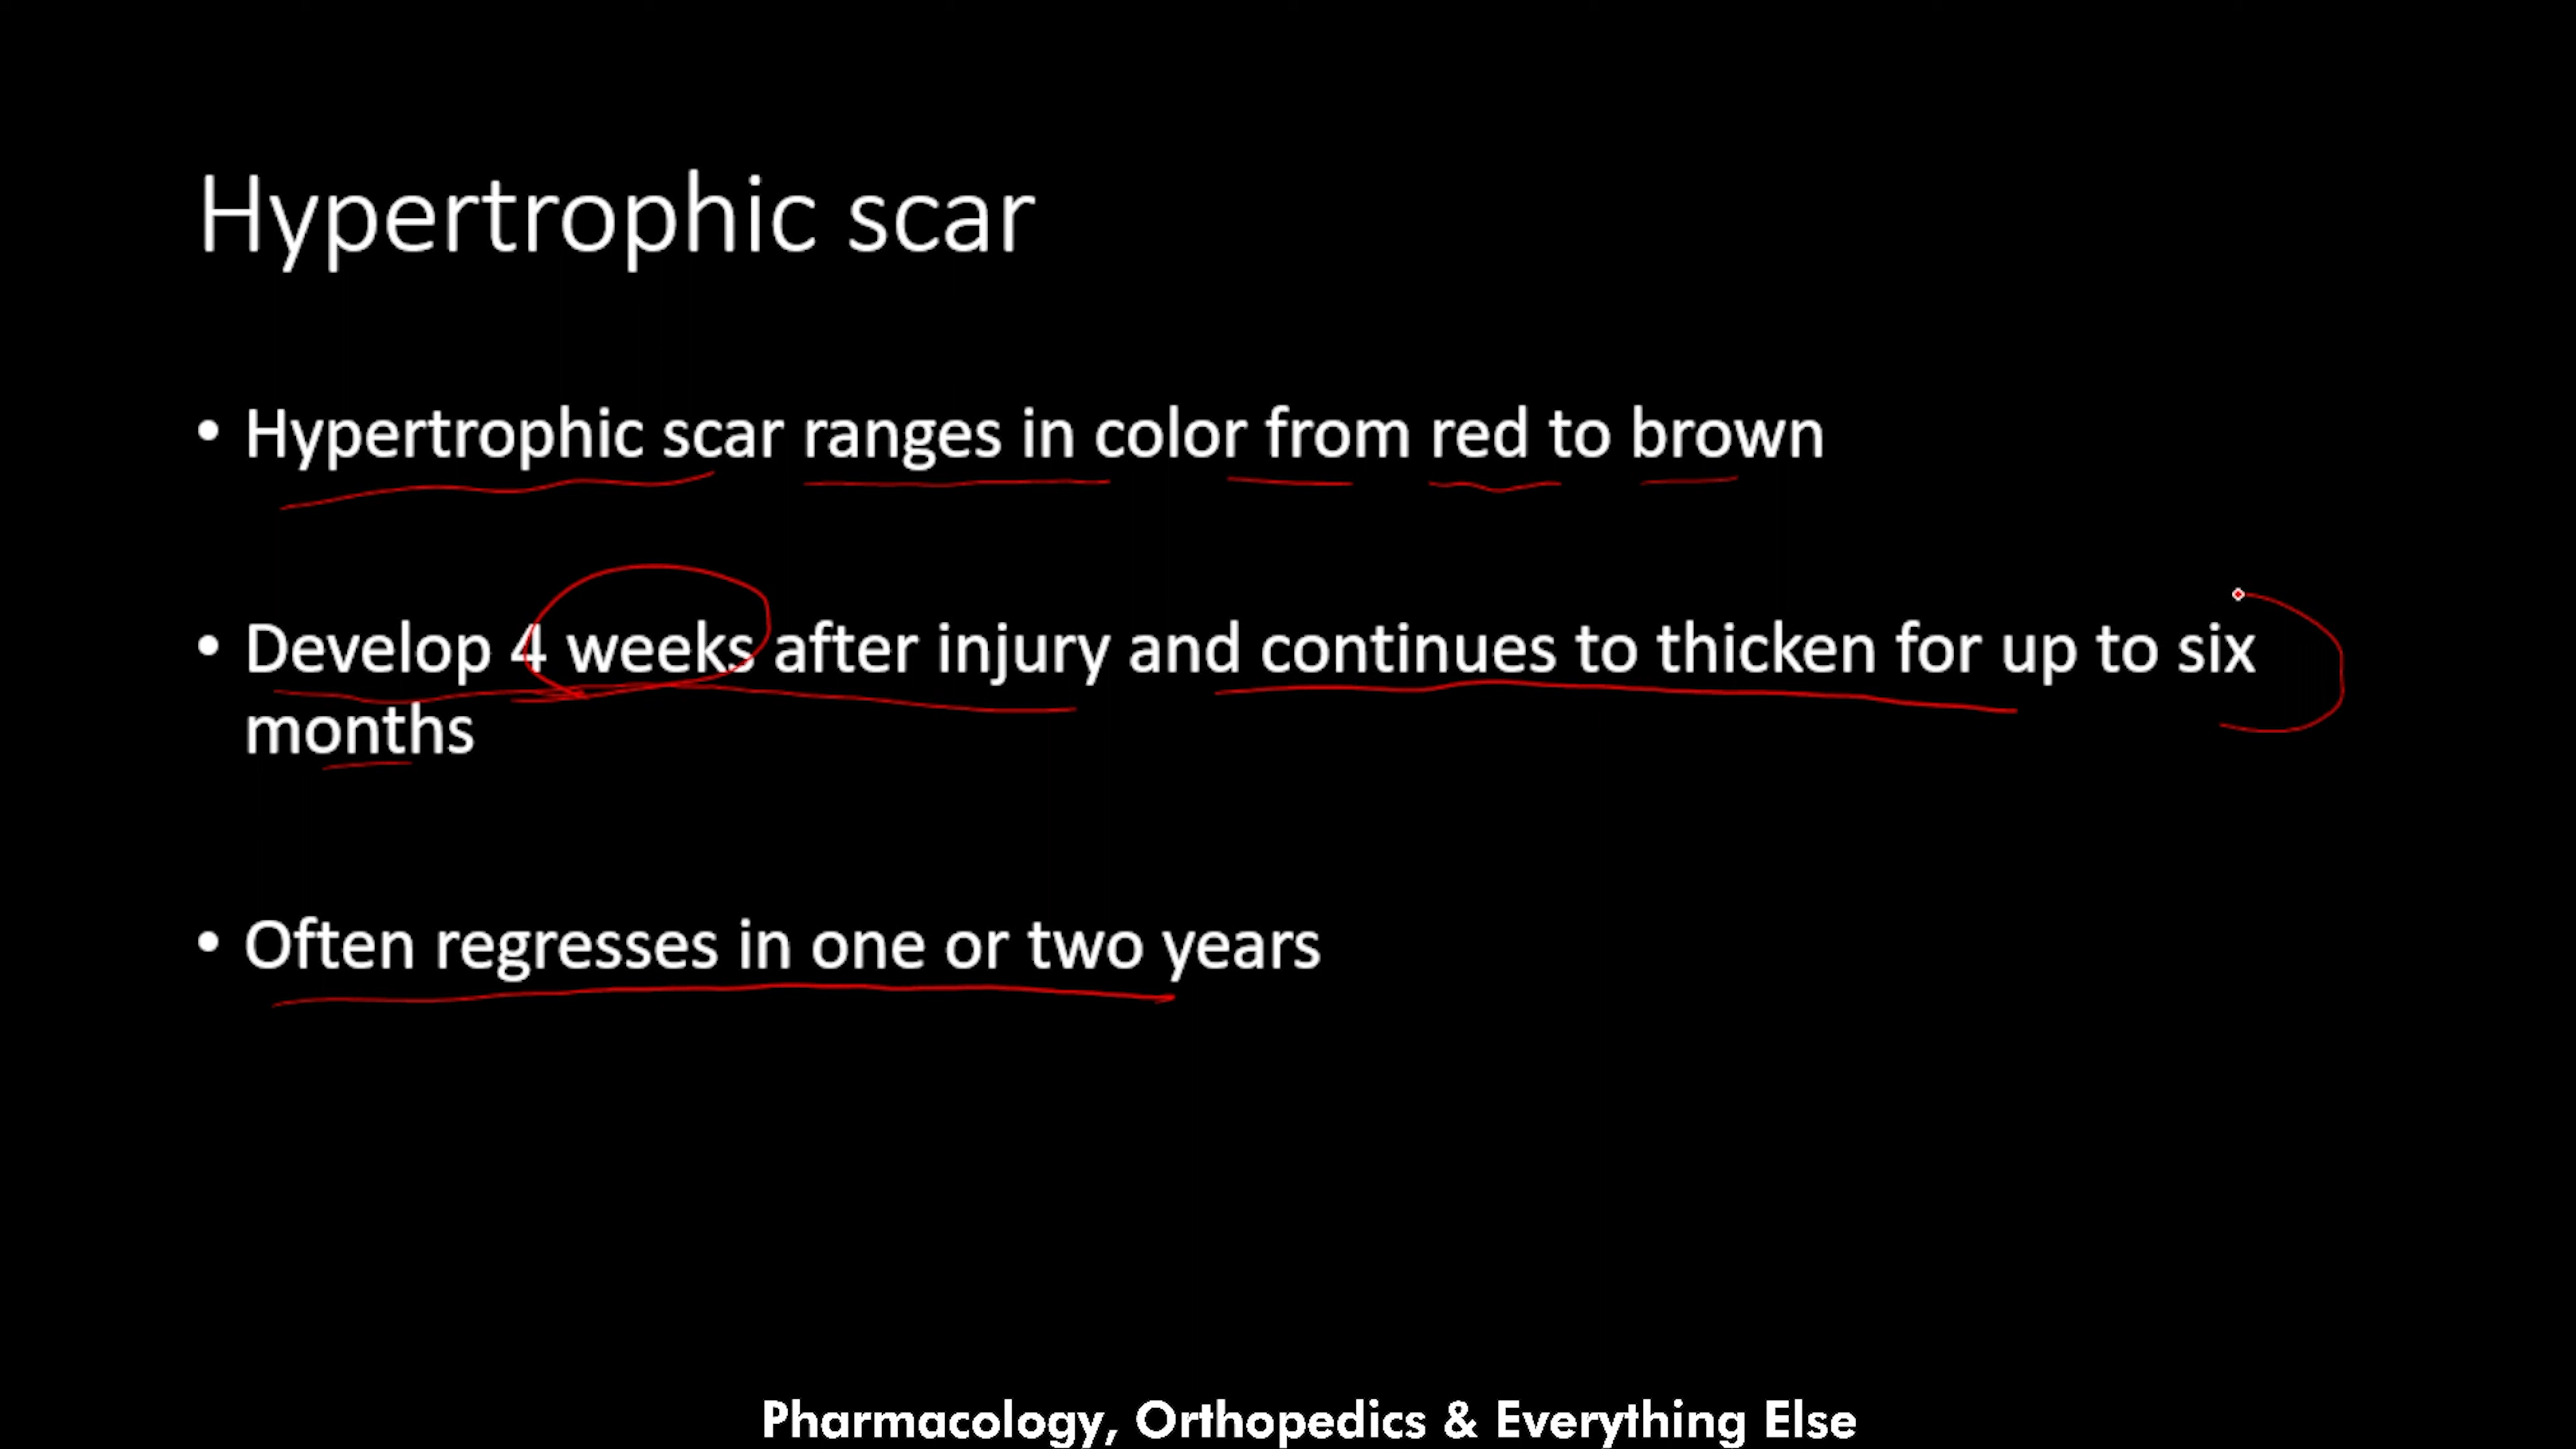 Hypertrophic scar
• Hypertrophic scar ranges in color from red to brown
• Develop 4 weeks after injury and continues to thicken for up to six
months
• Often regresses in one or two years
Pharmacology, Orthopedics & Everything Else